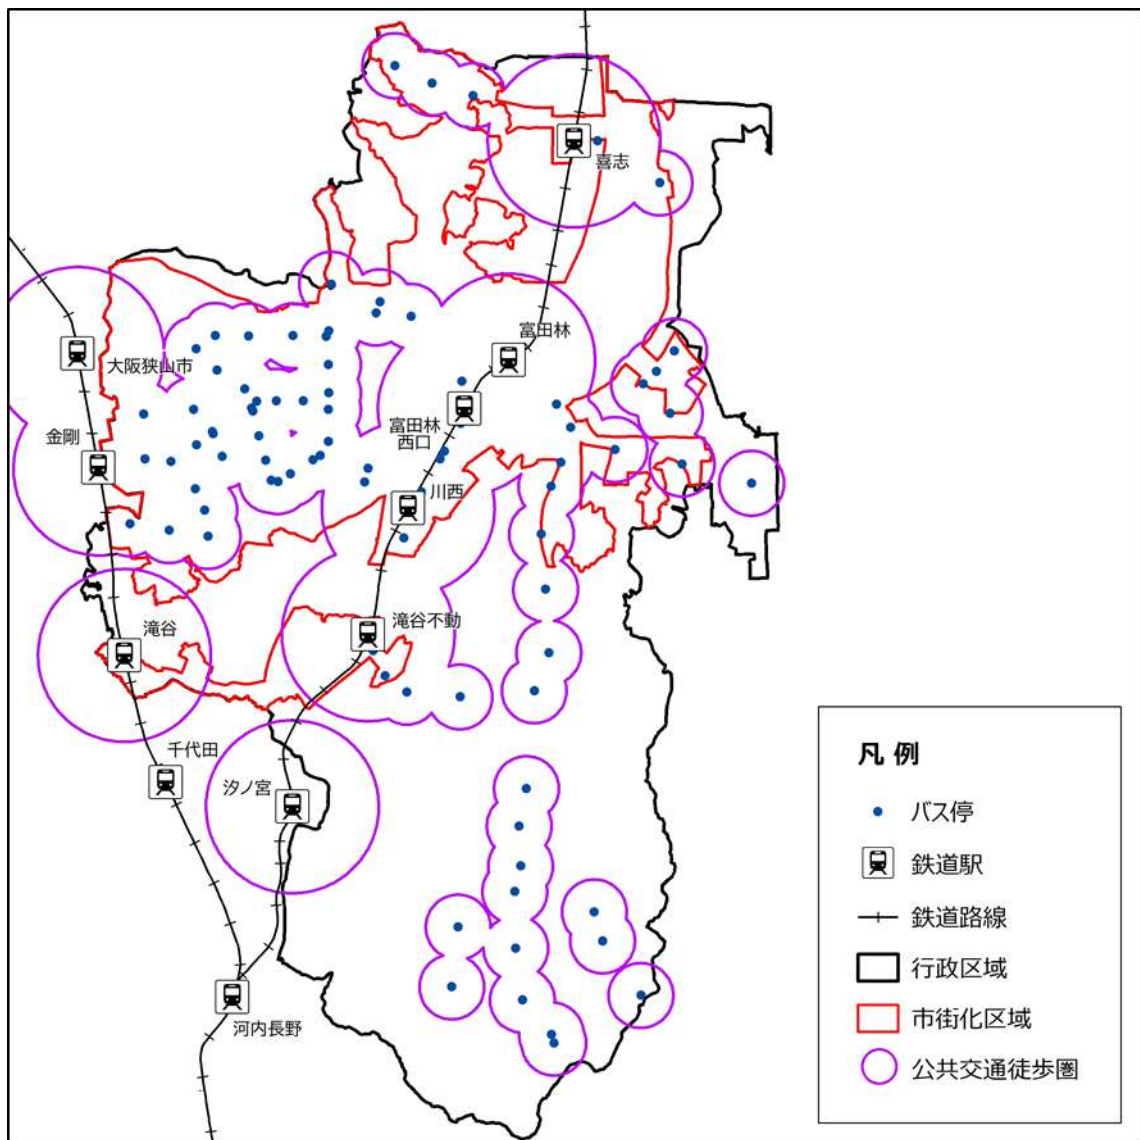 喜志
富田林
大阪狭山市
富田林
西口
金剛
川西
滝谷不動
滝谷
千代田
汐ノ宮
河内長野
凡 例
バス停
鉄道駅
鉄道路線
行政区域
市街化区域
公共交通徒歩圏